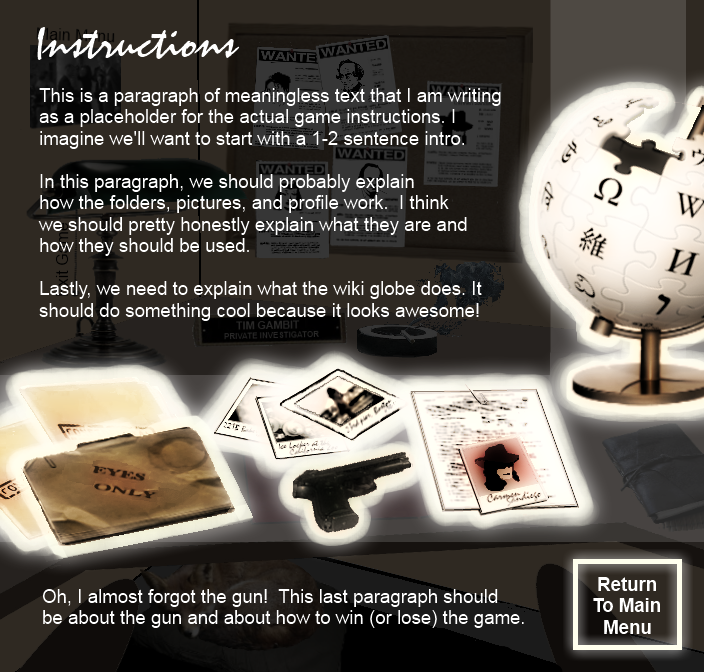 Main Menu
Instructions
WANTED
WANTED
WANTED
WANTED
WANTED
This is a paragraph of meaningless text that I am writing
as a placeholder for the actual game instructions. I
imagine we'll want to start with a 1-2 sentence intro.
In this paragraph, we should probably explain
how the folders, pictures, and profile work. I think
we should pretty honestly explain what they are and
how they should be used.
Lastly, we need to explain what the wiki globe does. It
should do something cool because it looks awesome!
TIM GAMBIT
PRIVATE INVESTIGATOR
Ω
W
維
И
EYES
ONLY
Oh, I almost forgot the gun! This last paragraph should
be about the gun and about how to win (or lose) the game.
Return
To Main
Menu